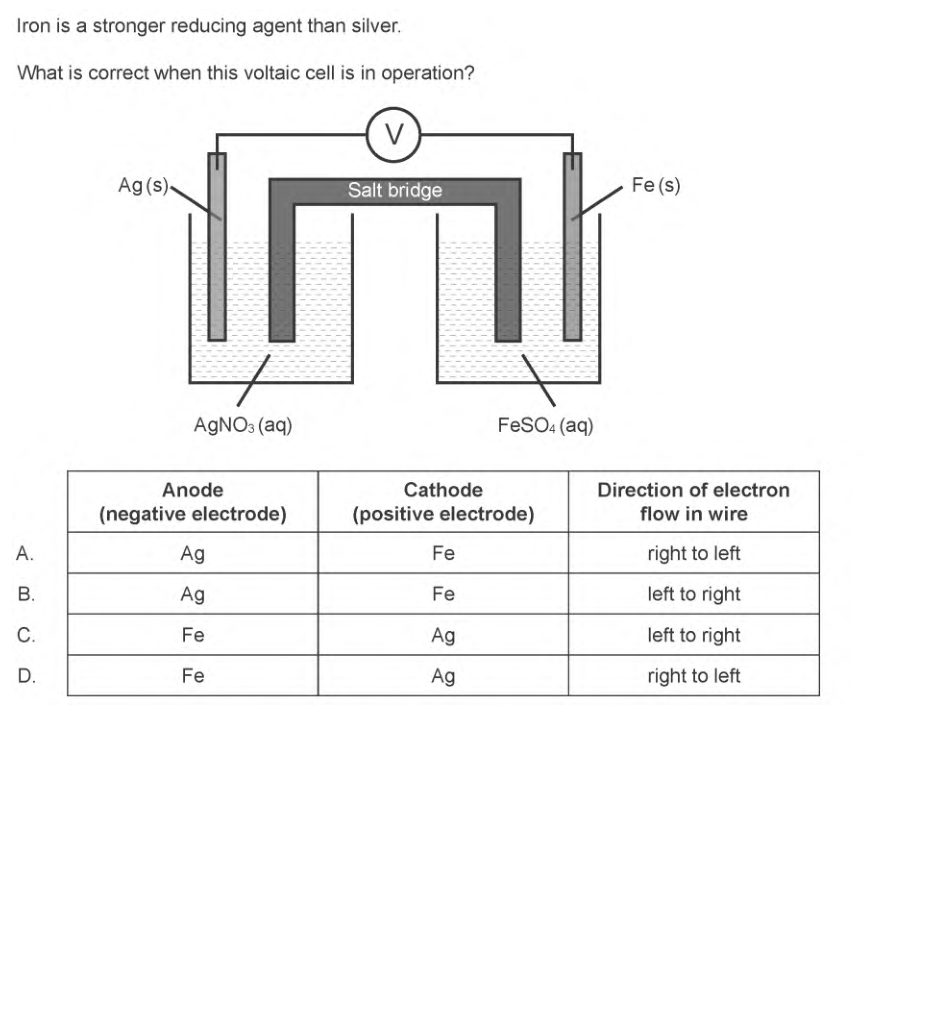 Iron is a stronger reducing agent than silver.
What is correct when this voltaic cell is in operation?
V
Ag (s)
Salt bridge
Fe (s)
AgNO₃ (aq)
FeSO₄ (aq)
Anode
(negative electrode)
Cathode
(positive electrode)
Direction of electron
flow in wire
A. Ag Fe right to left
B. Ag Fe left to right
C. Fe Ag left to right
D. Fe Ag right to left